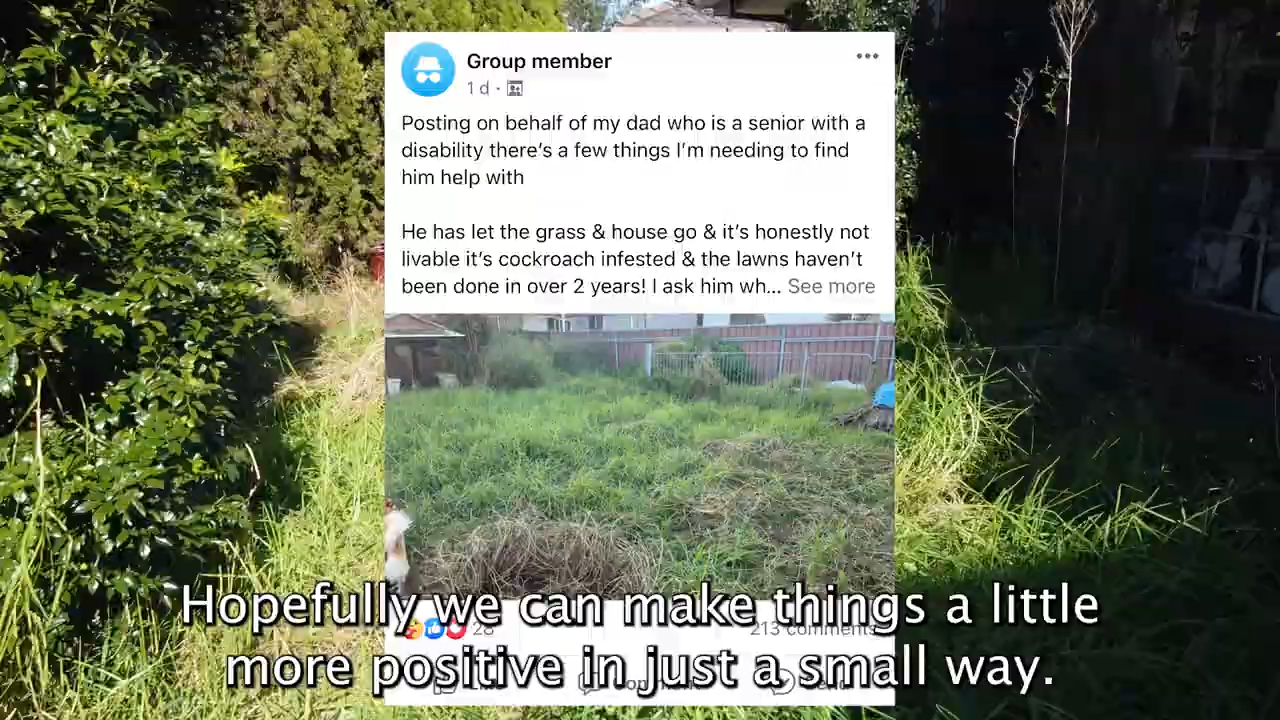 Group member
1 d ·
Posting on behalf of my dad who is a senior with a
disability there's a few things I'm needing to find
him help with
He has let the grass & house go & it's honestly not
livable it's cockroach infested & the lawns haven't
been done in over 2 years! I ask him wh... See more
28
213 comments
Hopefully we can make things a little
more positive in just a small way.